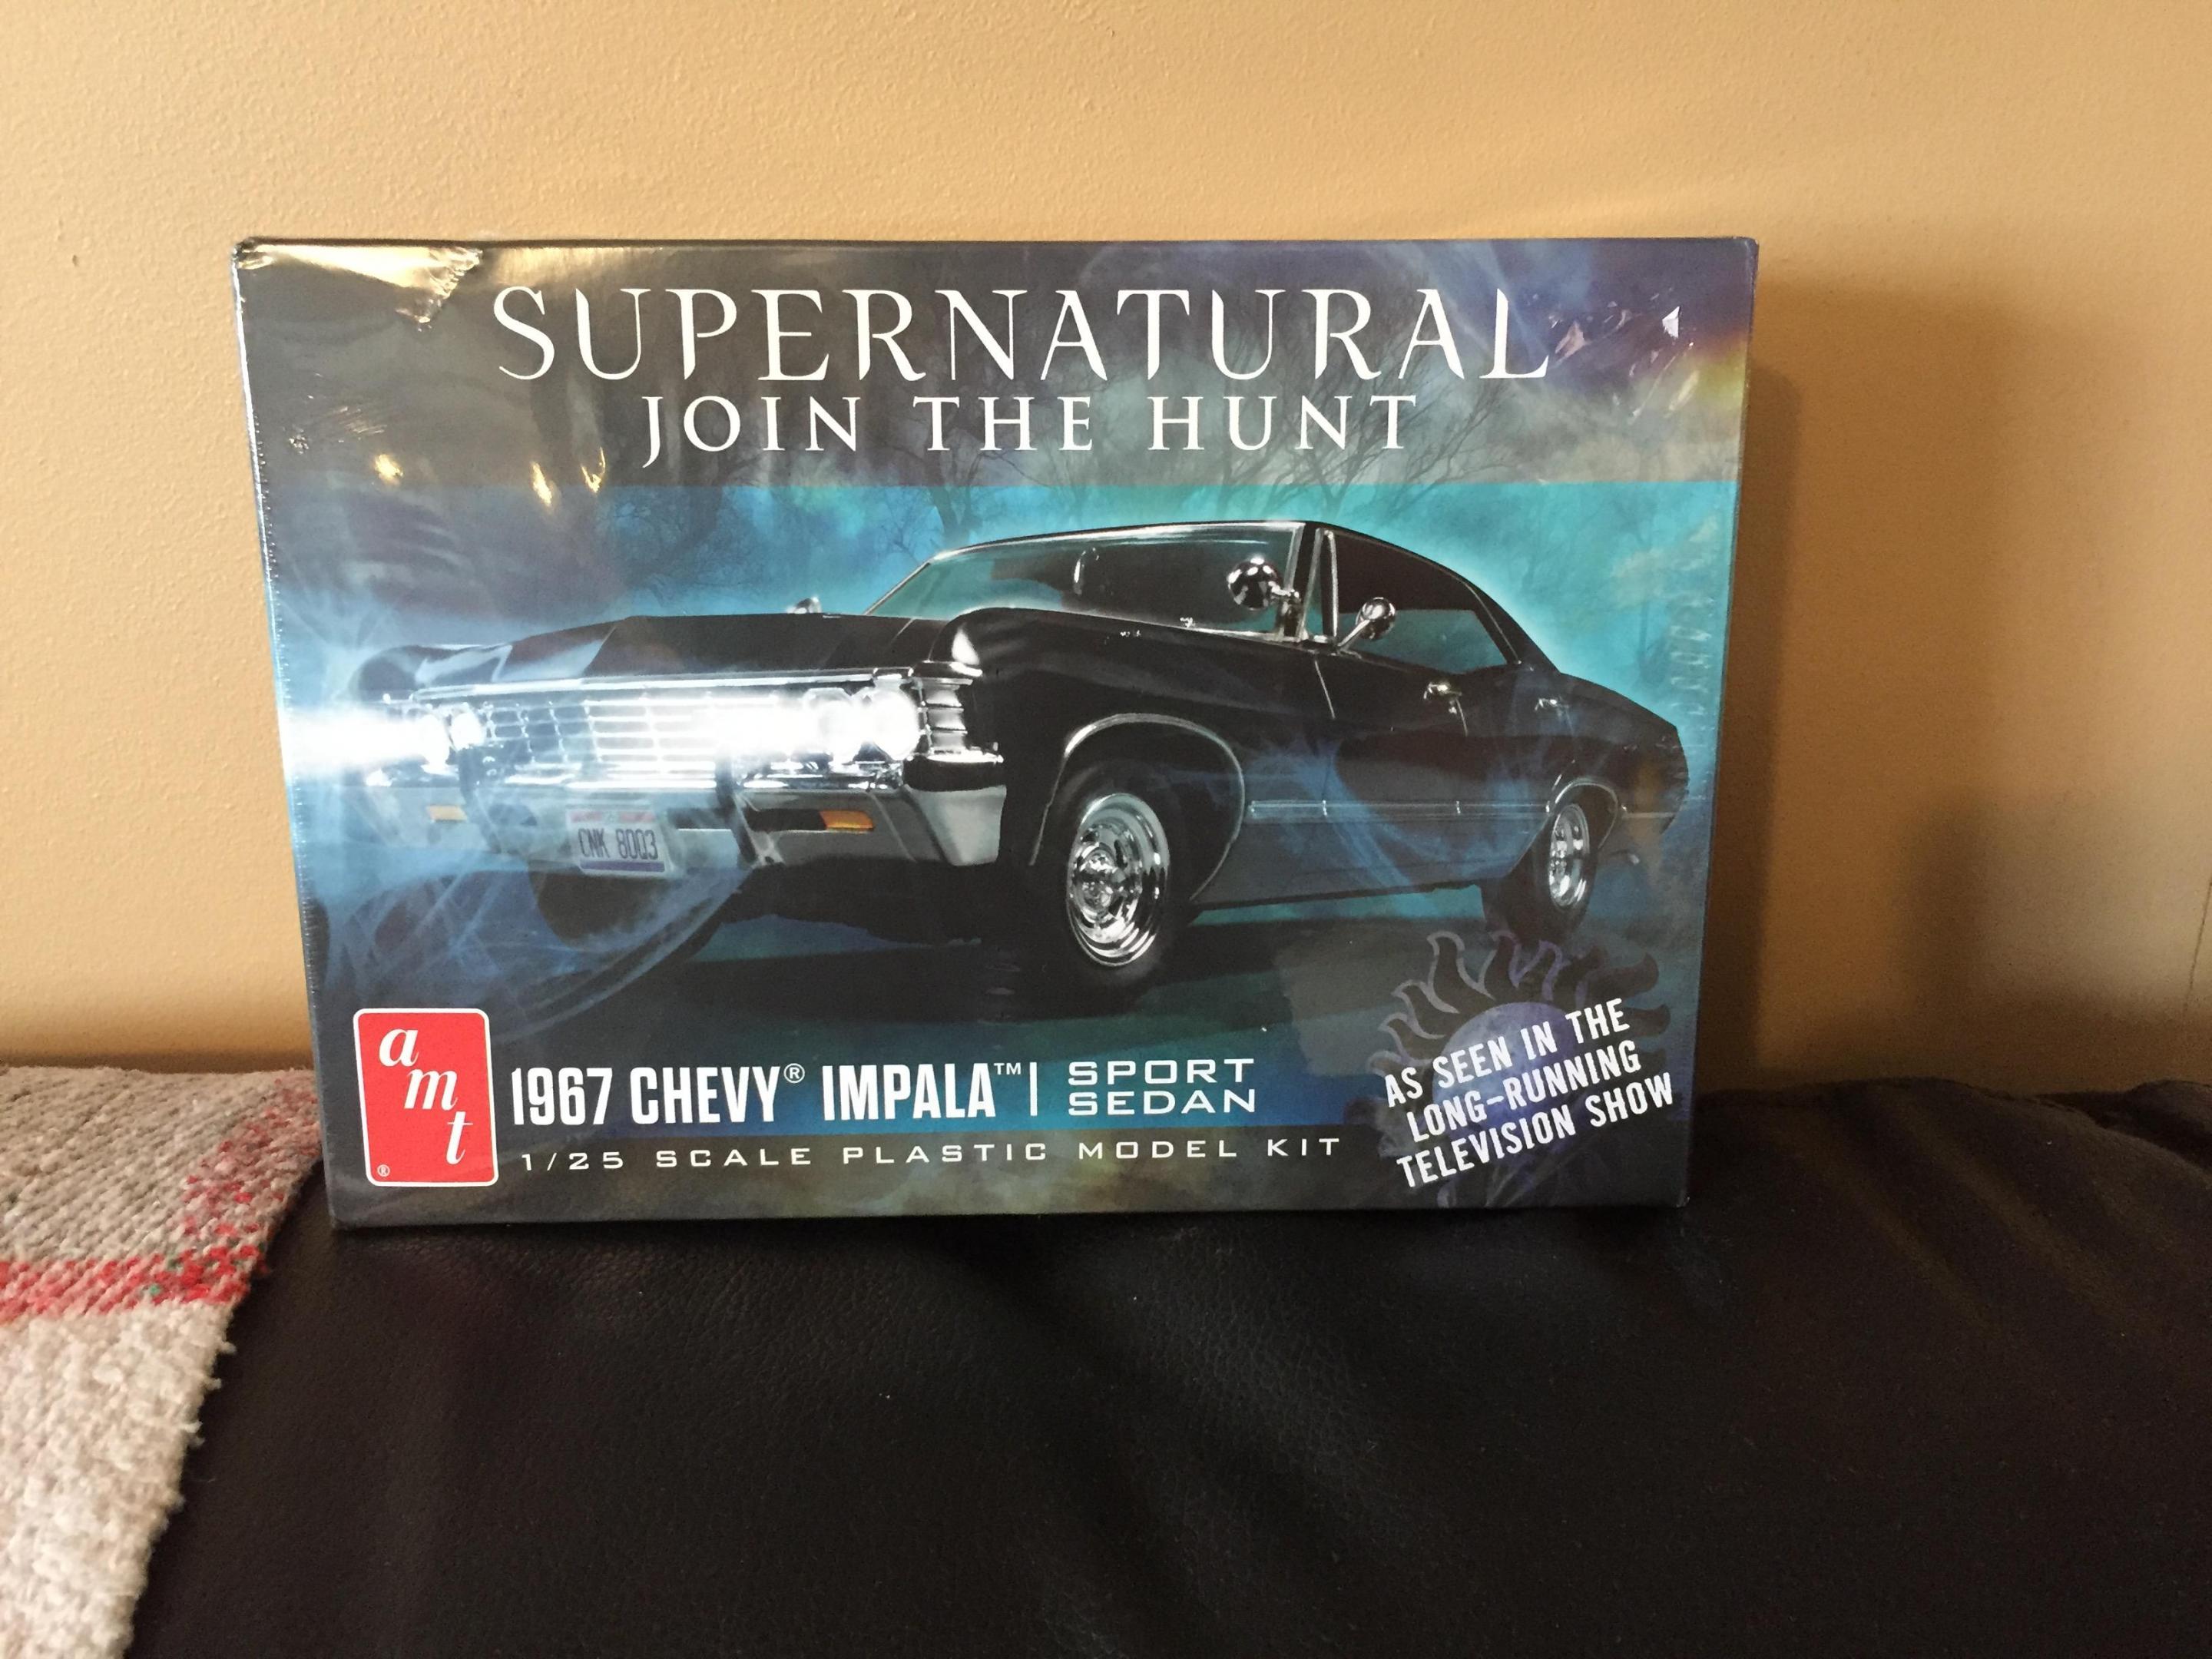 SUPERNATURAL
JOIN THE HUNT
CNK 80Q3
amt®
1967 CHEVY® IMPALA™ | SPORT SEDAN
1/25 SCALE PLASTIC MODEL KIT
AS SEEN IN THE
LONG-RUNNING
TELEVISION SHOW